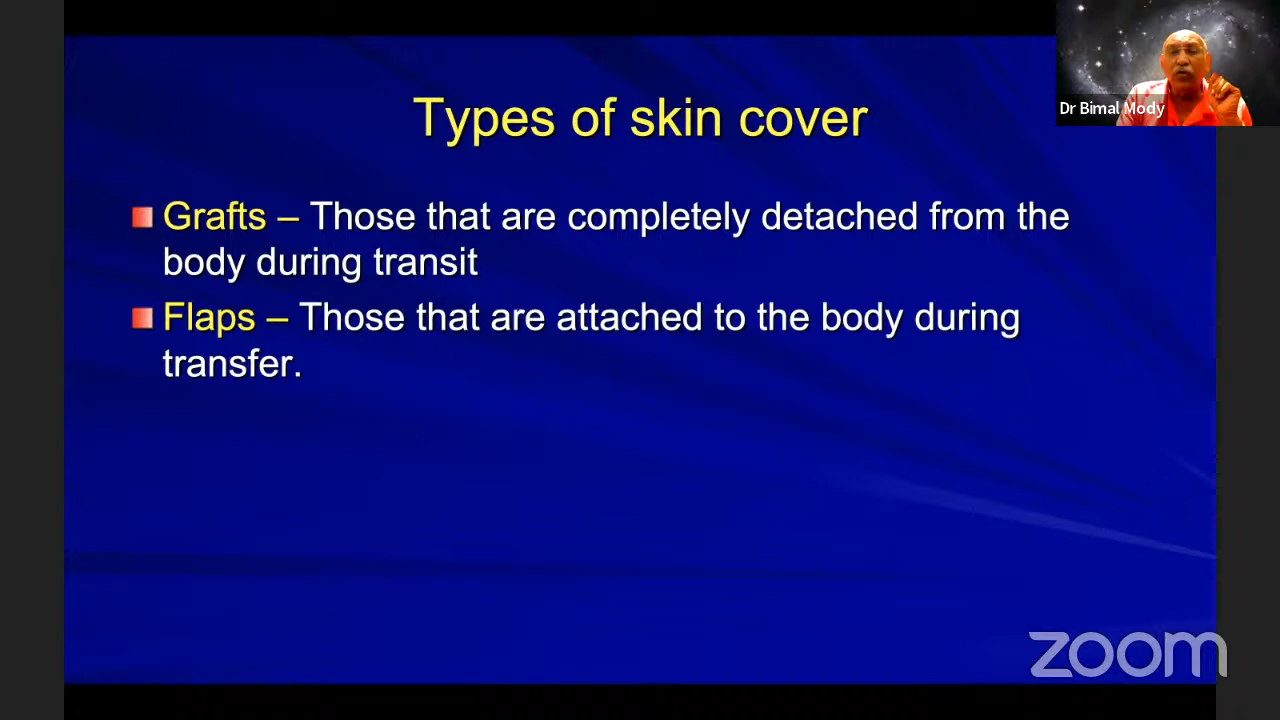 Dr Bimal Mody
Types of skin cover
Grafts – Those that are completely detached from the
body during transit
Flaps – Those that are attached to the body during
transfer.
zoom